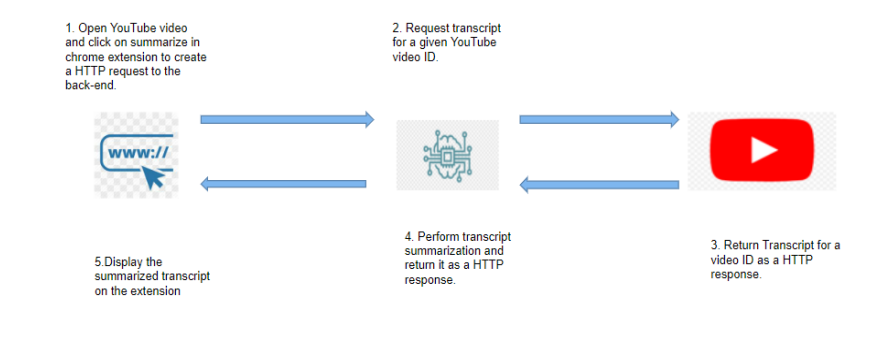 1. Open YouTube video
and click on summarize in
chrome extension to create
a HTTP request to the
back-end.
2. Request transcript
for a given YouTube
video ID.
www://
3. Return Transcript for a
video ID as a HTTP
response.
4. Perform transcript
summarization and
return it as a HTTP
response.
5.Display the
summarized transcript
on the extension